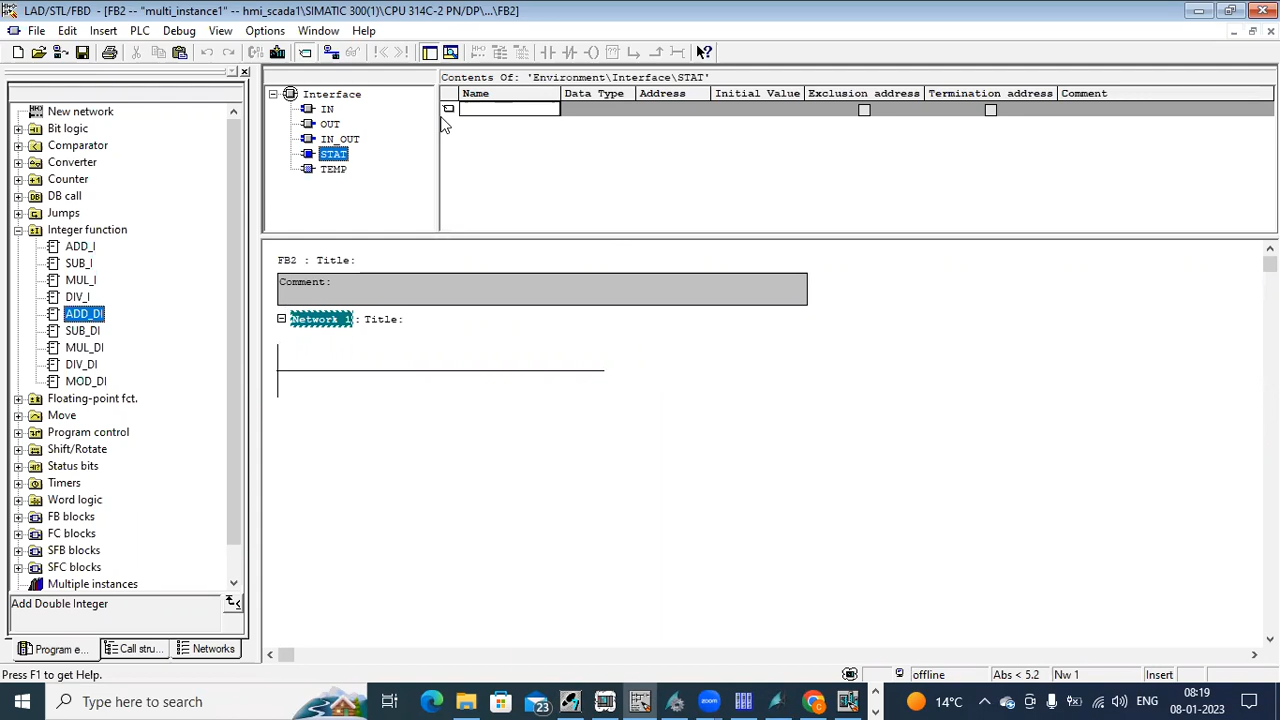 LAD/STL/FBD - [FB2 -- "multi_instance1" -- hmi_scada1\SIMATIC 300(1)\CPU 314C-2 PN/DP\...\FB2]
File Edit Insert PLC Debug View Options Window Help
New network
Bit logic
Comparator
Converter
Counter
DB call
Jumps
Integer function
ADD_I
SUB_I
MUL_I
DIV_I
ADD_DI
SUB_DI
MUL_DI
DIV_DI
MOD_DI
Floating-point fct.
Move
Program control
Shift/Rotate
Status bits
Timers
Word logic
FB blocks
FC blocks
SFB blocks
SFC blocks
Multiple instances
Add Double Integer
Program e... Call stru... Networks
Interface
IN
OUT
IN_OUT
STAT
TEMP
Contents Of: 'Environment\Interface\STAT'
Name Data Type Address Initial Value Exclusion address Termination address Comment
FB2 : Title:
Comment:
Network 1: Title:
Press F1 to get Help.
offline Abs < 5.2 Nw 1 Insert
Type here to search
23
14°C
ENG
08:19
08-01-2023
1